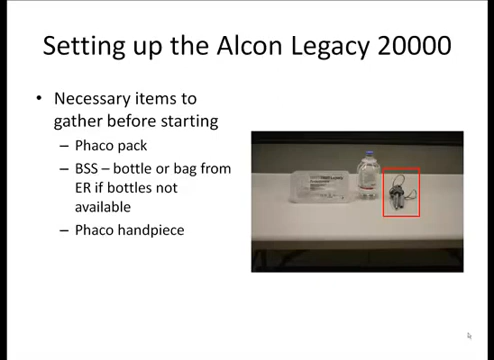 Setting up the Alcon Legacy 20000
• Necessary items to
gather before starting
– Phaco pack
– BSS – bottle or bag from
ER if bottles not
available
– Phaco handpiece